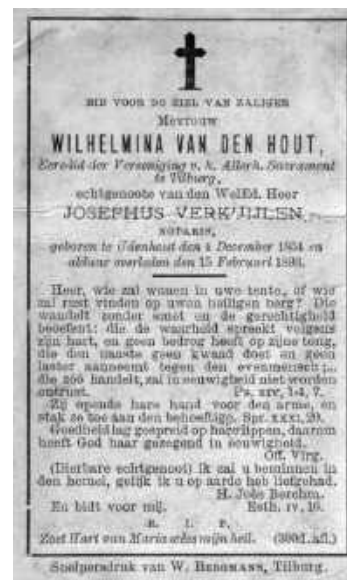 BID VOOR DE ZIEL VAN ZALIGER
Mevrouw
WILHELMINA VAN DEN HOUT,
Eerelid der Vereeniging v. h. Allerh. Sacrament
te Tilburg,
echtgenoote van den WelEd. Heer
JOSEPHUS VERKUIJLEN,
NOTARIS,
geboren te Udenhout den 4 December 1834 en
aldaar overleden den 15 Februari
Heer, wie zal wonen in uwe tente, of wie
zal rust vinden op uwen heiligen berg? Die
wandelt zonder smet en de gerechtigheid
beoefent: die de waarheid spreekt volgens
zijn hart, en geen bedrog heeft op zijne tong,
die den naaste geen kwaad doet en geen
laster aanneemt tegen den evenmensch;..
die zóó handelt, zal in eeuwigheid niet worden
ontrust. Ps. XIV, 1-4, 7.
Zij opende hare hand voor den arme, en
stak ze toe aan den behoeftige. Spr. XXXI, 20.
Goedheid lag gespreid op hare lippen, daarom
heeft God haar gezegend in eeuwigheid.
Off. Virg.
(Dierbare echtgenoot) ik zal u beminnen in
den hemel, gelijk ik u op aarde heb liefgehad.
H. Joës Berchm.
En bidt voor mij. Esth. IV, 16.
R. I. P.
Zoet Hart van Maria wees mijn heil. (300d. afl.)
Snelpersdruk van W. BERGMANS, Tilburg.